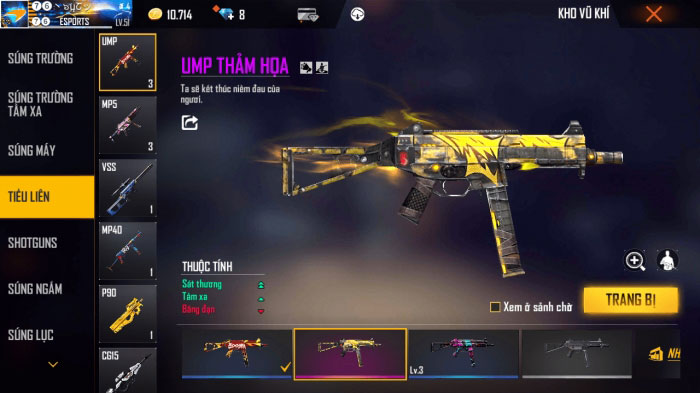 ESPORTS
Lv.51
10.714
8
KHO VŨ KHÍ
SÚNG TRƯỜNG
SÚNG TRƯỜNG
TẦM XA
SÚNG MÁY
TIỂU LIÊN
SHOTGUNS
SÚNG NGẮM
SÚNG LỤC
UMP
3
MP5
3
VSS
1
MP40
1
P90
1
CG15
UMP THẢM HỌA
Ta sẽ kết thúc niềm đau của
ngươi.
THUỘC TÍNH
Sát thương
Tầm xa
Băng đạn
Xem ở sảnh chờ
TRANG BỊ
Lv.3